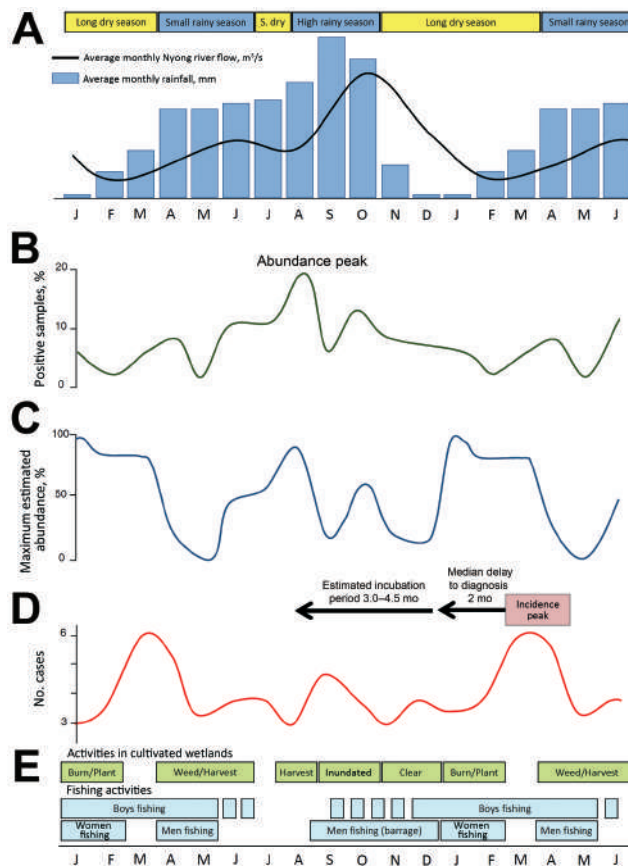 A
Long dry season Small rainy season S. dry High rainy season Long dry season Small rainy season
Average monthly Nyong river flow, m³/s
Average monthly rainfall, mm
J F M A M J J A S O N D J F M A M J
B
Abundance peak
Positive samples, %
20
10
0
C
Maximum estimated
abundance, %
100
50
0
D
Estimated incubation
period 3.0–4.5 mo
Median delay
to diagnosis
2 mo
Incidence
peak
No. cases
6
3
E
Activities in cultivated wetlands
Burn/Plant Weed/Harvest Harvest Inundated Clear Burn/Plant Weed/Harvest
Fishing activities
Boys fishing Boys fishing
Women
fishing
Men fishing Men fishing (barrage)
Women
fishing
Men fishing
J F M A M J J A S O N D J F M A M J